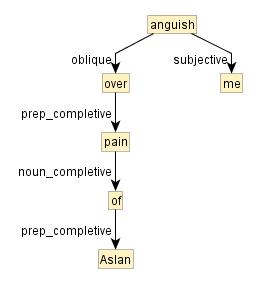 anguish
oblique subjective
over me
prep_completive
pain
noun_completive
of
prep_completive
Aslan